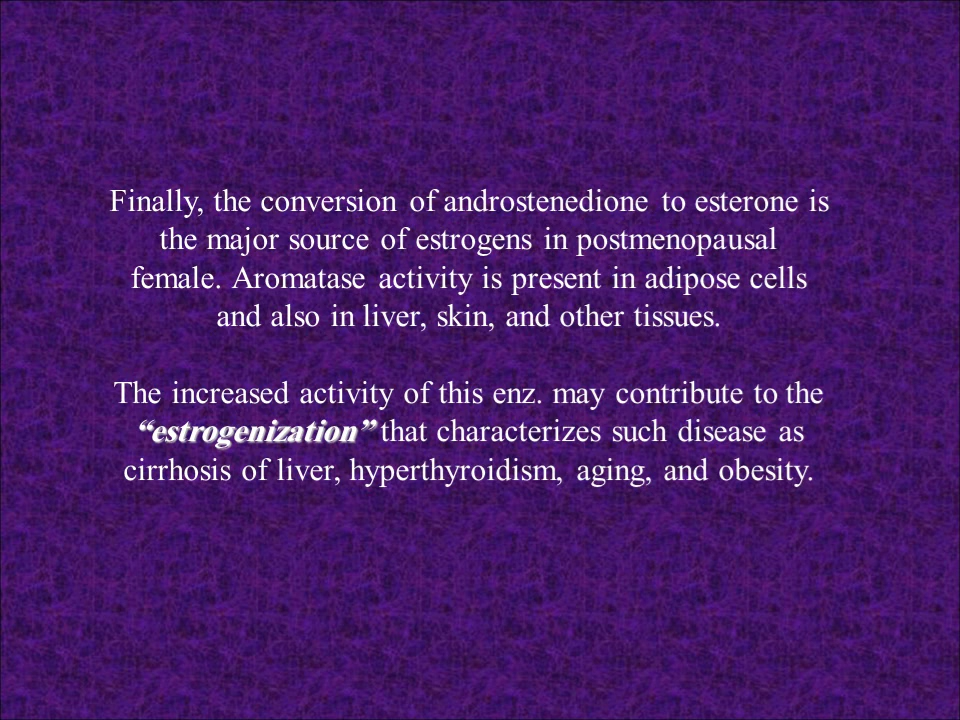 Finally, the conversion of androstenedione to esterone is
the major source of estrogens in postmenopausal
female. Aromatase activity is present in adipose cells
and also in liver, skin, and other tissues.
The increased activity of this enz. may contribute to the
“estrogenization” that characterizes such disease as
cirrhosis of liver, hyperthyroidism, aging, and obesity.